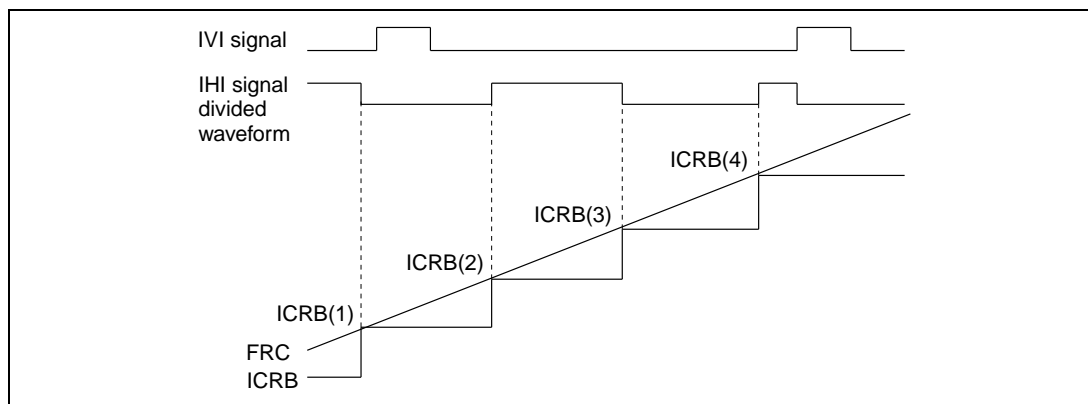 IVI signal
IHI signal
divided
waveform
ICRB(4)
ICRB(3)
ICRB(2)
ICRB(1)
FRC
ICRB